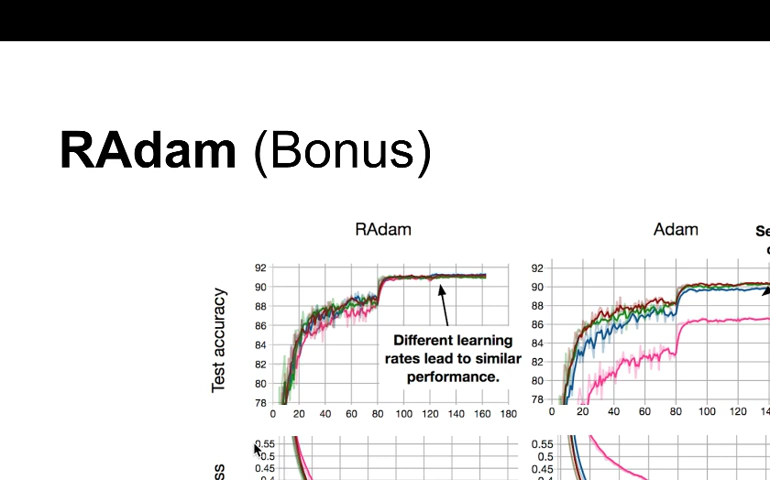 RAdam (Bonus)
RAdam
Adam
Se
Test accuracy
92
90
88
86
84
82
80
78
0 20 40 60 80 100 120 140 160 180
Different learning
rates lead to similar
performance.
92
90
88
86
84
82
80
78
0 20 40 60 80 100 120 14
0.55
0.5
0.45
0.55
0.5
0.45
ss